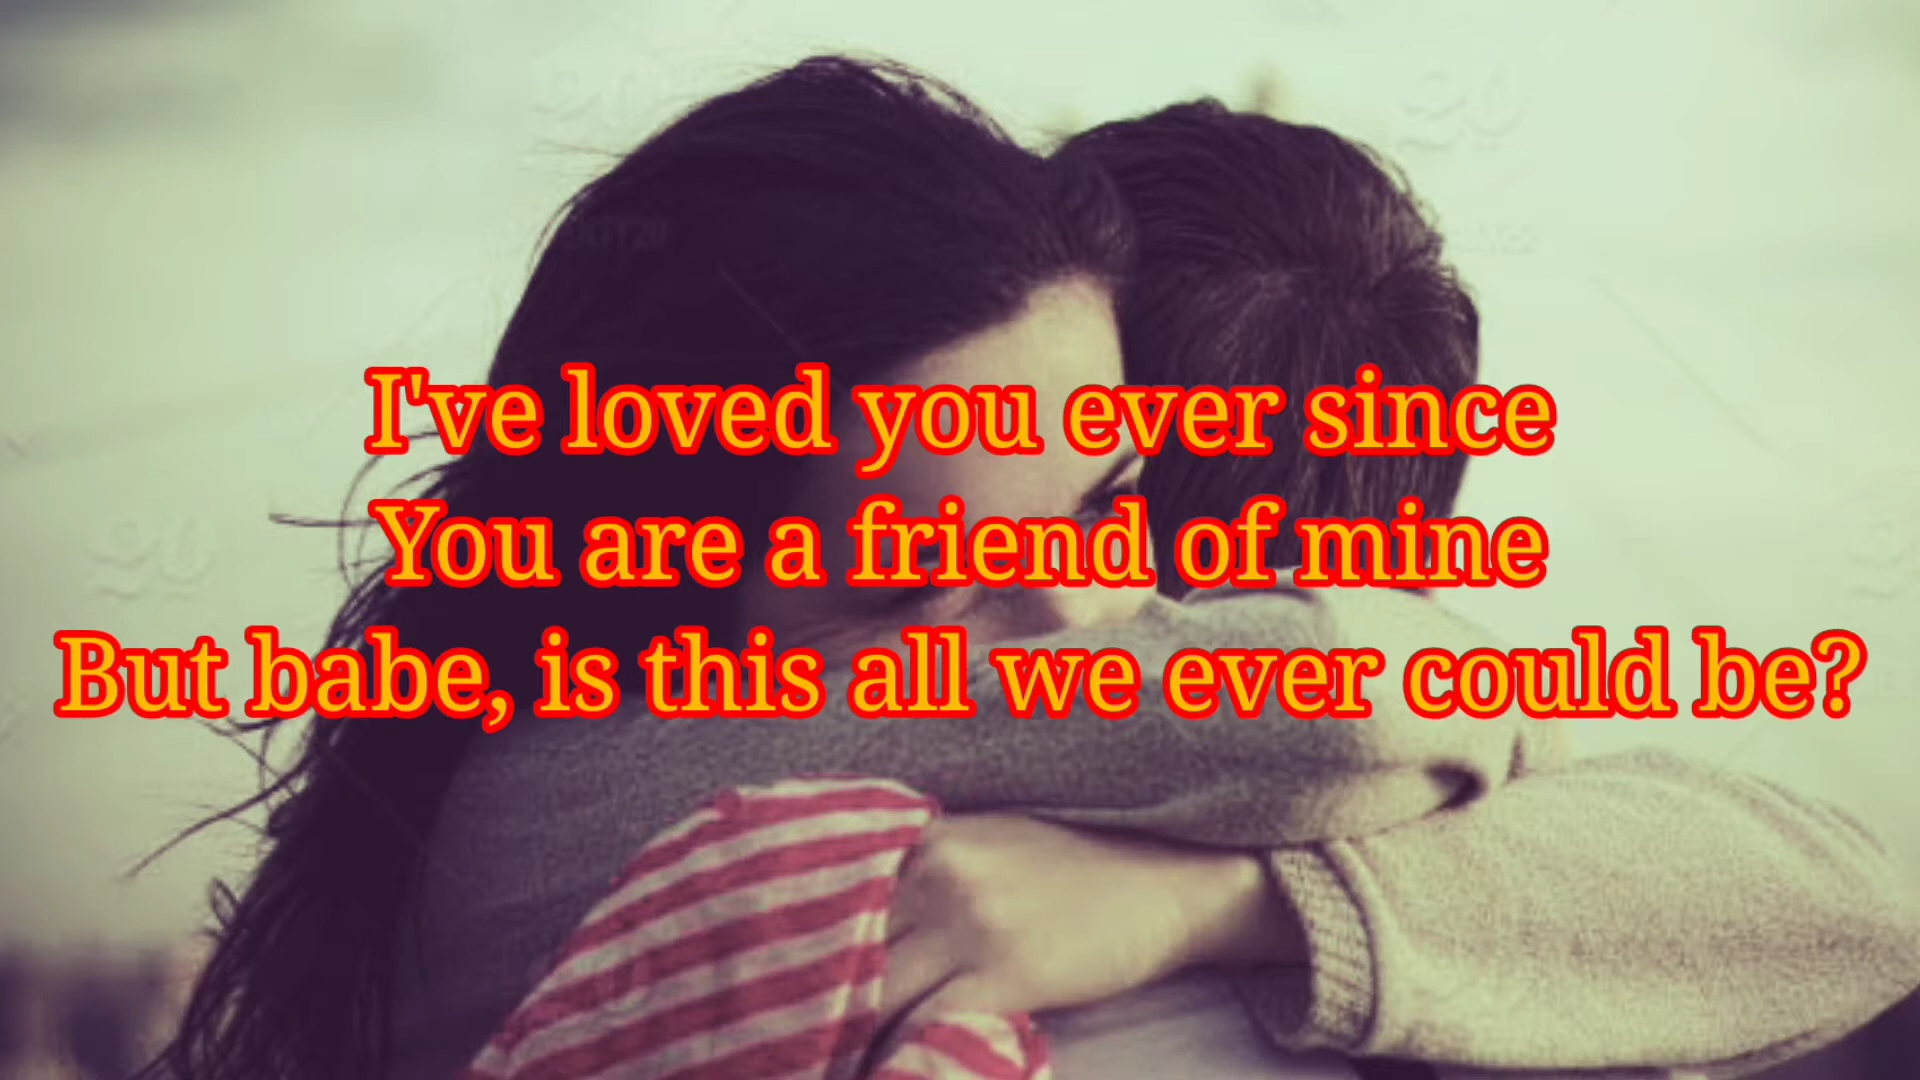 I've loved you ever since
You are a friend of mine
But babe, is this all we ever could be?